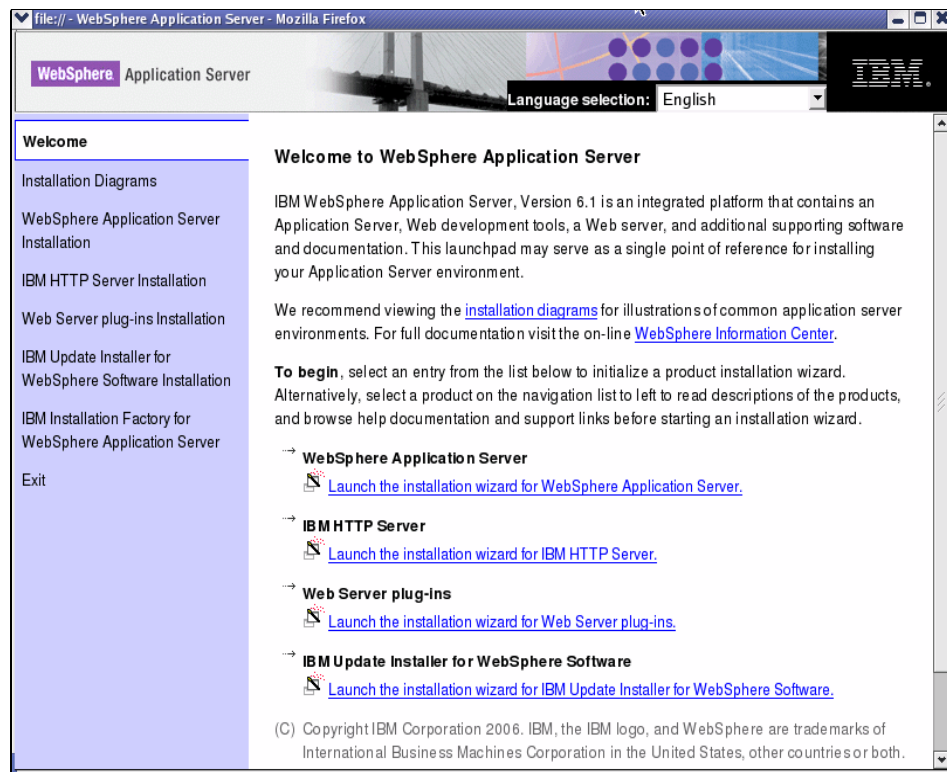 file:// - WebSphere Application Server - Mozilla Firefox
WebSphere Application Server
IBM.
Language selection: English
Welcome
Installation Diagrams
WebSphere Application Server
Installation
IBM HTTP Server Installation
Web Server plug-ins Installation
IBM Update Installer for
WebSphere Software Installation
IBM Installation Factory for
WebSphere Application Server
Exit
Welcome to WebSphere Application Server
IBM WebSphere Application Server, Version 6.1 is an integrated platform that contains an
Application Server, Web development tools, a Web server, and additional supporting software
and documentation. This launchpad may serve as a single point of reference for installing
your Application Server environment.
We recommend viewing the installation diagrams for illustrations of common application server
environments. For full documentation visit the on-line WebSphere Information Center.
To begin, select an entry from the list below to initialize a product installation wizard.
Alternatively, select a product on the navigation list to left to read descriptions of the products,
and browse help documentation and support links before starting an installation wizard.
WebSphere Application Server
Launch the installation wizard for WebSphere Application Server.
IBM HTTP Server
Launch the installation wizard for IBM HTTP Server.
Web Server plug-ins
Launch the installation wizard for Web Server plug-ins.
IBM Update Installer for WebSphere Software
Launch the installation wizard for IBM Update Installer for WebSphere Software.
(C) Copyright IBM Corporation 2006. IBM, the IBM logo, and WebSphere are trademarks of
International Business Machines Corporation in the United States, other countries or both.